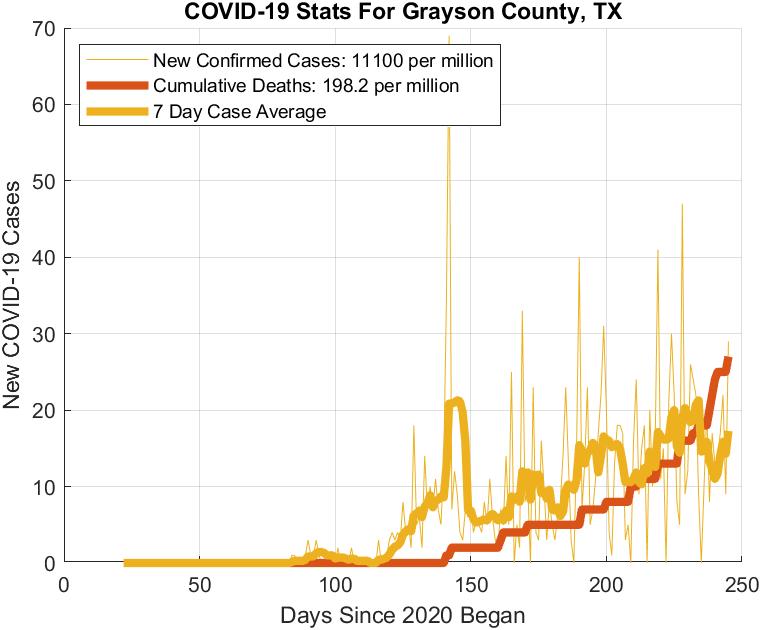 COVID-19 Stats For Grayson County, TX
New Confirmed Cases: 11100 per million
Cumulative Deaths: 198.2 per million
7 Day Case Average
New COVID-19 Cases
70
60
50
40
30
20
10
0
0 50 100 150 200 250
Days Since 2020 Began